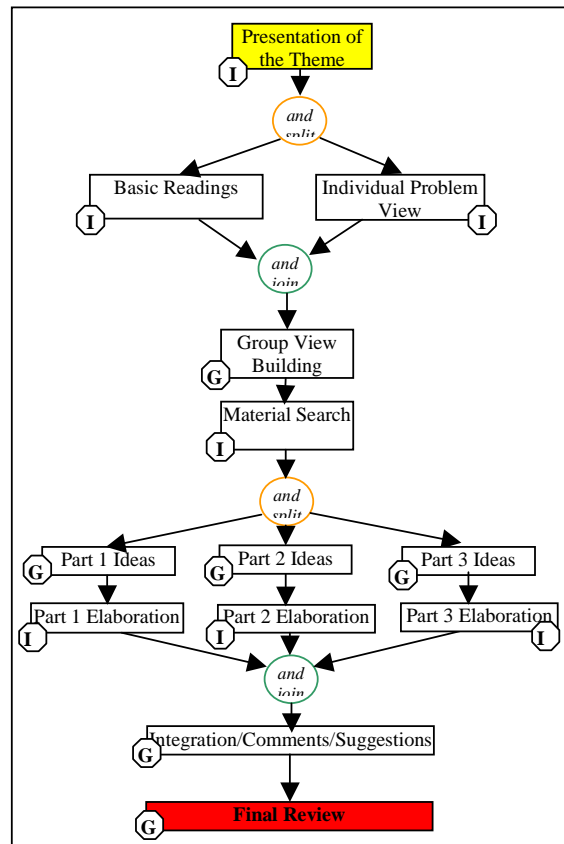 Presentation of
the Theme
I
and
split
Basic Readings
I
Individual Problem
View
I
and
join
Group View
Building
G
Material Search
I
and
split
Part 1 Ideas
G
Part 2 Ideas
G
Part 3 Ideas
G
Part 1 Elaboration
I
Part 2 Elaboration
I
Part 3 Elaboration
I
and
join
Integration/Comments/Suggestions
G
Final Review
G